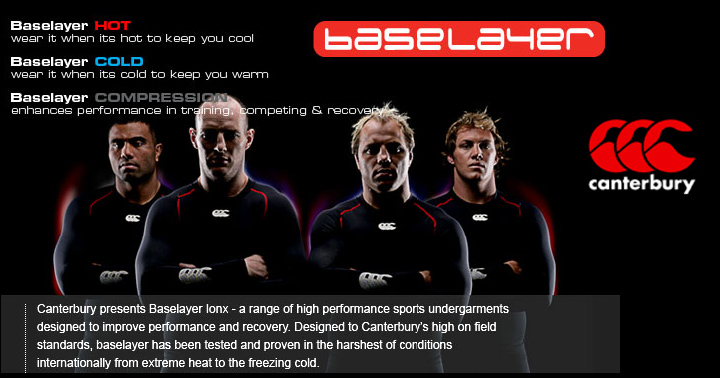 Baselayer HOT
wear it when its hot to keep you cool
Baselayer COLD
wear it when its cold to keep you warm
Baselayer COMPRESSION
enhances performance in training, competing & recovery
baselayer
canterbury
Canterbury presents Baselayer Ionx - a range of high performance sports undergarments
designed to improve performance and recovery. Designed to Canterbury's high on field
standards, baselayer has been tested and proven in the harshest of conditions
internationally from extreme heat to the freezing cold.